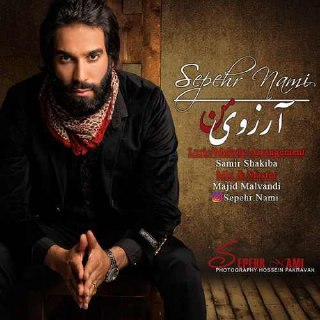 Sepehr Nami
آرزوی من
Lyric/Melody/Arrangement
Samir Shakiba
Mix & Master
Majid Malvandi
Sepehr.Nami
SEPEHR NAMI
PHOTOGRAPHY HOSSEIN PAKRAVAN